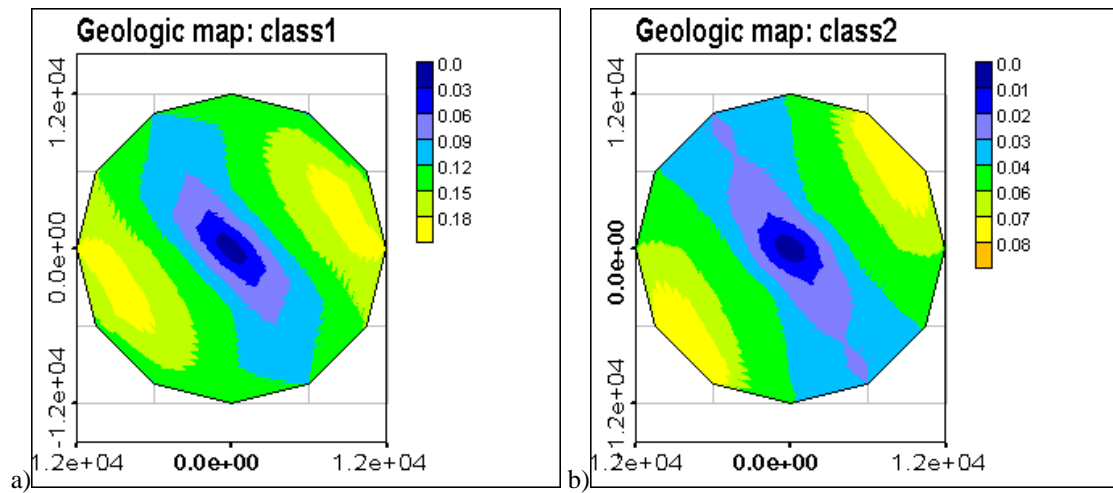 Geologic map: class1
1.2e+04
0.0e+00
-1.2e+04
1.2e+04
0.0e+00
1.2e+04
0.0
0.03
0.06
0.09
0.12
0.15
0.18
a)
Geologic map: class2
1.2e+04
0.0e+00
1.2e+04
1.2e+04
0.0e+00
1.2e+04
0.0
0.01
0.02
0.03
0.04
0.06
0.07
0.08
b)